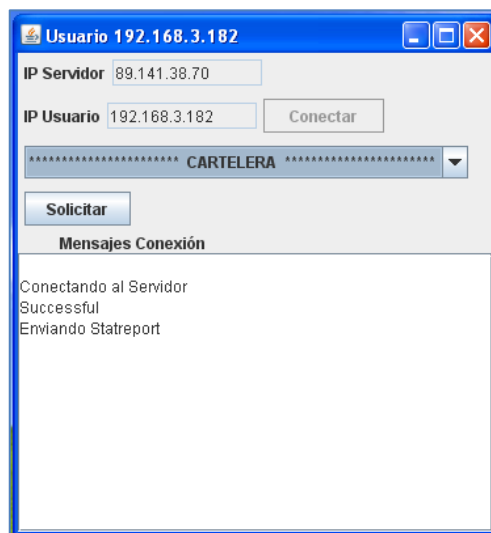 Usuario 192.168.3.182
IP Servidor 89.141.38.70
IP Usuario 192.168.3.182 Conectar
*********************** CARTELERA ***********************
Solicitar
Mensajes Conexión
Conectando al Servidor
Successful
Enviando Statreport